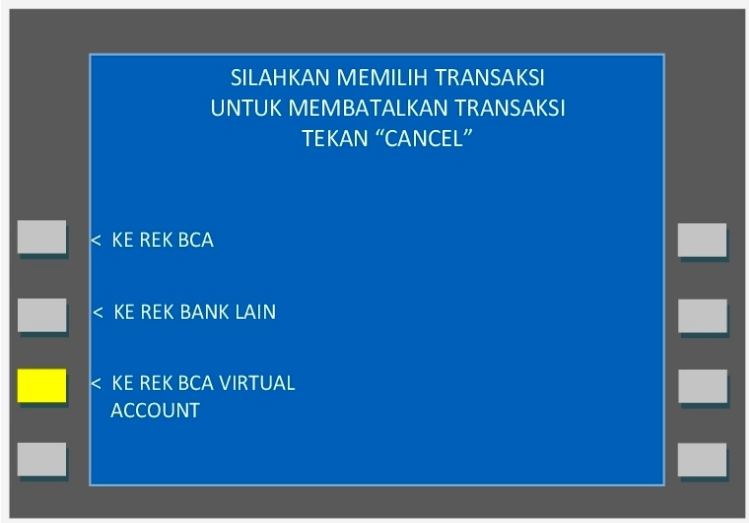 SILAHKAN MEMILIH TRANSAKSI
UNTUK MEMBATALKAN TRANSAKSI
TEKAN “CANCEL”
< KE REK BCA
< KE REK BANK LAIN
< KE REK BCA VIRTUAL
ACCOUNT